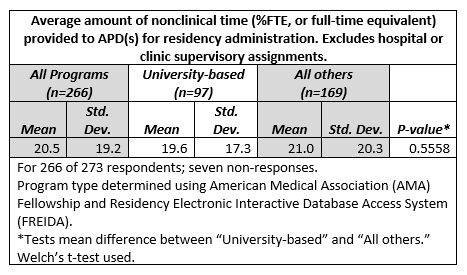 Average amount of nonclinical time (%FTE, or full-time equivalent)
provided to APD(s) for residency administration. Excludes hospital or
clinic supervisory assignments.
All Programs University-based All others
(n=266) (n=97) (n=169)
Std. Std.
Mean Dev. Mean Dev. Mean Std. Dev. P-value*
20.5 19.2 19.6 17.3 21.0 20.3 0.5558
For 266 of 273 respondents; seven non-responses.
Program type determined using American Medical Association (AMA)
Fellowship and Residency Electronic Interactive Database Access System
(FREIDA).
*Tests mean difference between “University-based” and “All others.”
Welch’s t-test used.